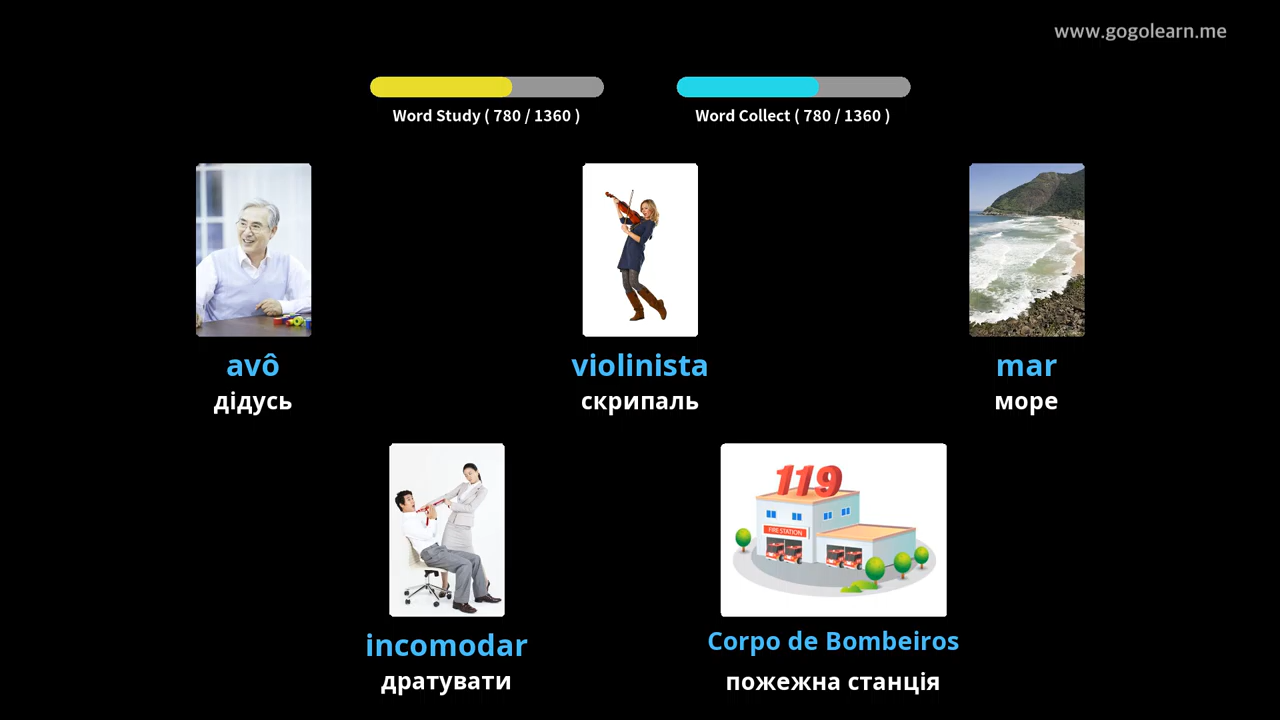 www.gogolearn.me
Word Study ( 780 / 1360 )
Word Collect ( 780 / 1360 )
avô
дідусь
violinista
скрипаль
mar
море
119
FIRE STATION
incomodar
дратувати
Corpo de Bombeiros
пожежна станція